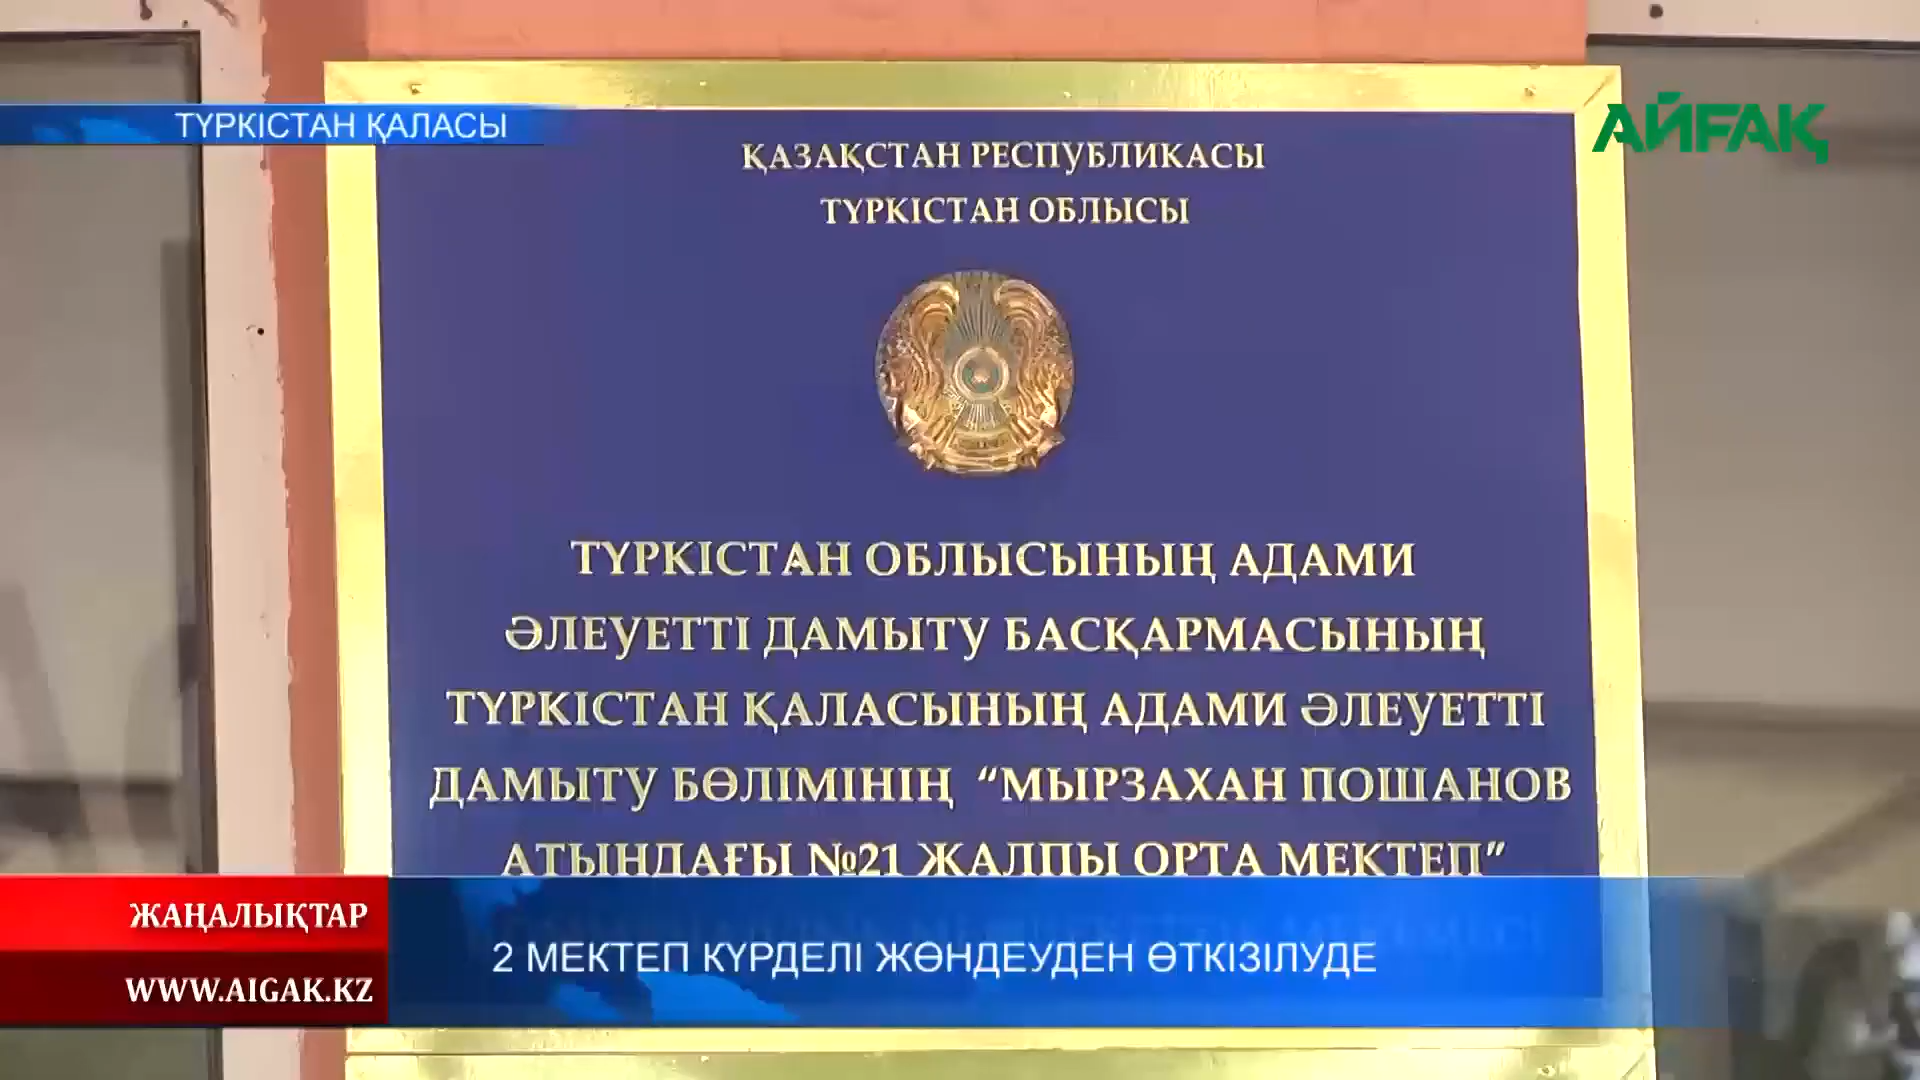 ТҮРКІСТАН ҚАЛАСЫ
АЙҒАҚ
ҚАЗАҚСТАН РЕСПУБЛИКАСЫ
ТҮРКІСТАН ОБЛЫСЫ
ТҮРКІСТАН ОБЛЫСЫНЫҢ АДАМИ
ӘЛЕУЕТТІ ДАМЫТУ БАСҚАРМАСЫНЫҢ
ТҮРКІСТАН ҚАЛАСЫНЫҢ АДАМИ ӘЛЕУЕТТІ
ДАМЫТУ БӨЛІМІНІҢ “МЫРЗАХАН ПОШАНОВ
АТЫНДАҒЫ №21 ЖАЛПЫ ОРТА МЕКТЕП”
ЖАҢАЛЫҚТАР
WWW.AIGAK.KZ
2 МЕКТЕП КҮРДЕЛІ ЖӨНДЕУДЕН ӨТКІЗІЛУДЕ